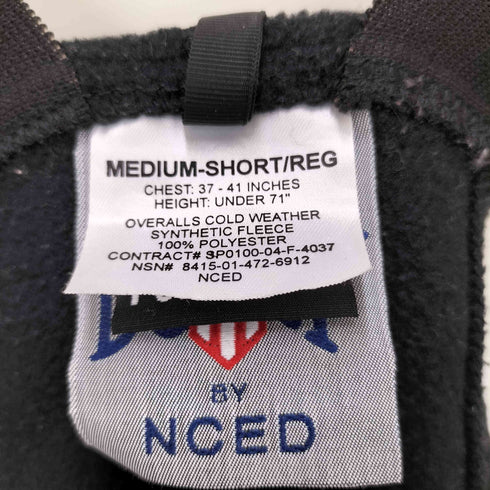 MEDIUM-SHORT/REG
CHEST: 37 - 41 INCHES
HEIGHT: UNDER 71"
OVERALLS COLD WEATHER
SYNTHETIC FLEECE
100% POLYESTER
CONTRACT# SP0100-04-F-4037
NSN# 8415-01-472-6912
NCED
BY
NCED